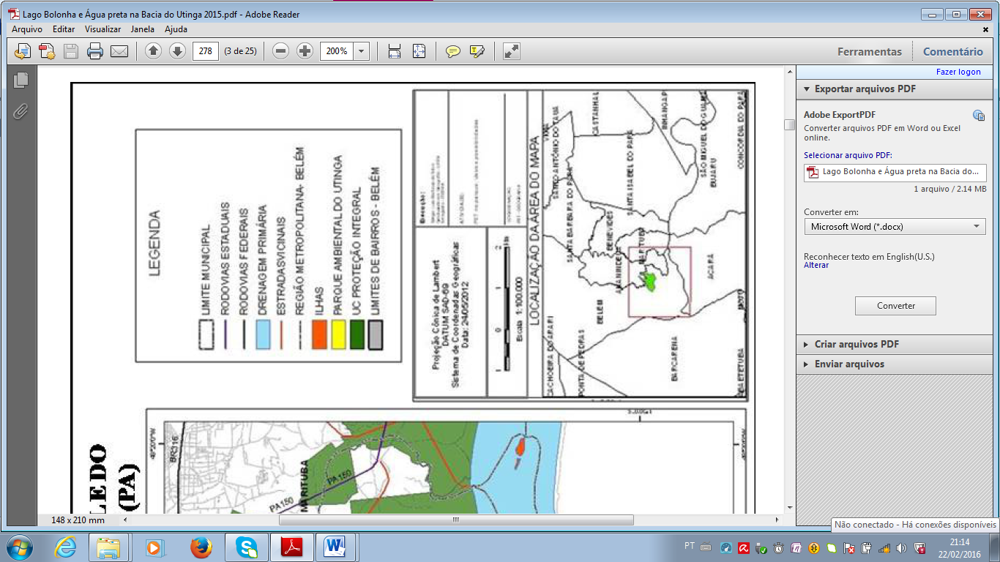 Lago Bolonha e Água preta na Bacia do Utinga 2015.pdf - Adobe Reader
Arquivo Editar Visualizar Janela Ajuda
278 (3 de 25) 200% Ferramentas Comentário
Fazer logon
Exportar arquivos PDF
Adobe ExportPDF
Converter arquivos PDF em Word ou Excel
online.
Selecionar arquivo PDF:
Lago Bolonha e Água preta na Bacia do...
1 arquivo / 2.14 MB
Converter em:
Microsoft Word (*.docx)
Reconhecer texto em English(U.S.)
Alterar
Converter
Criar arquivos PDF
Enviar arquivos
LEGENDA
LIMITE MUNICIPAL
RODOVIAS ESTADUAIS
RODOVIAS FEDERAIS
DRENAGEM PRIMÁRIA
ESTRADASVICINAIS
REGIÃO METROPOLITANA- BELÉM
ILHAS
PARQUE AMBIENTAL DO UTINGA
UC PROTEÇÃO INTEGRAL
LIMITES DE BAIRROS - BELÉM
Execução:
ATIVIDADE:
Projeção Cônica de Lambert
DATUM SAD-69
Sistema de Coordenadas Geográficas
Data: 24/05/2012
1 0 1 2
Escala 1:100.000
LOCALIZAÇÃO DA ÁREA DO MAPA
CACHOEIRA DO ARARI
PONTA DE PEDRAS
BELÉM
SANTA BÁRBARA DO PARÁ
SANTO ANTÔNIO DO TAUÁ
CASTANHAL
BENEVIDES
ANANINDEUA
MARITUBA
SANTA ISABEL DO PARÁ
INHANGAPI
SÃO MIGUEL DO GUAMÁ
BUJARU
CONCORDIA DO PARÁ
BARCARENA
ACARÁ
MOJU
ABAETETUBA
LE DO
(PA)
BR316
MARITUBA
PA 150
PA 150
148 x 210 mm
Não conectado - Há conexões disponíveis
PT
21:14
22/02/2016